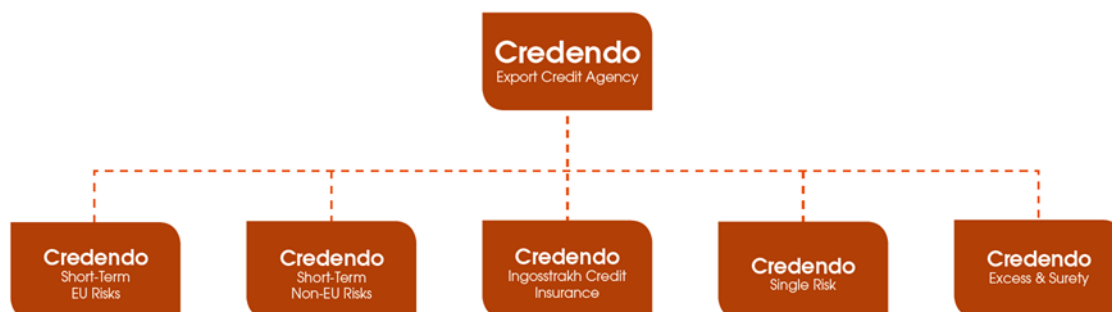 Credendo
Export Credit Agency
Credendo
Short-Term
EU Risks
Credendo
Short-Term
Non-EU Risks
Credendo
Ingosstrakh Credit
Insurance
Credendo
Single Risk
Credendo
Excess & Surety